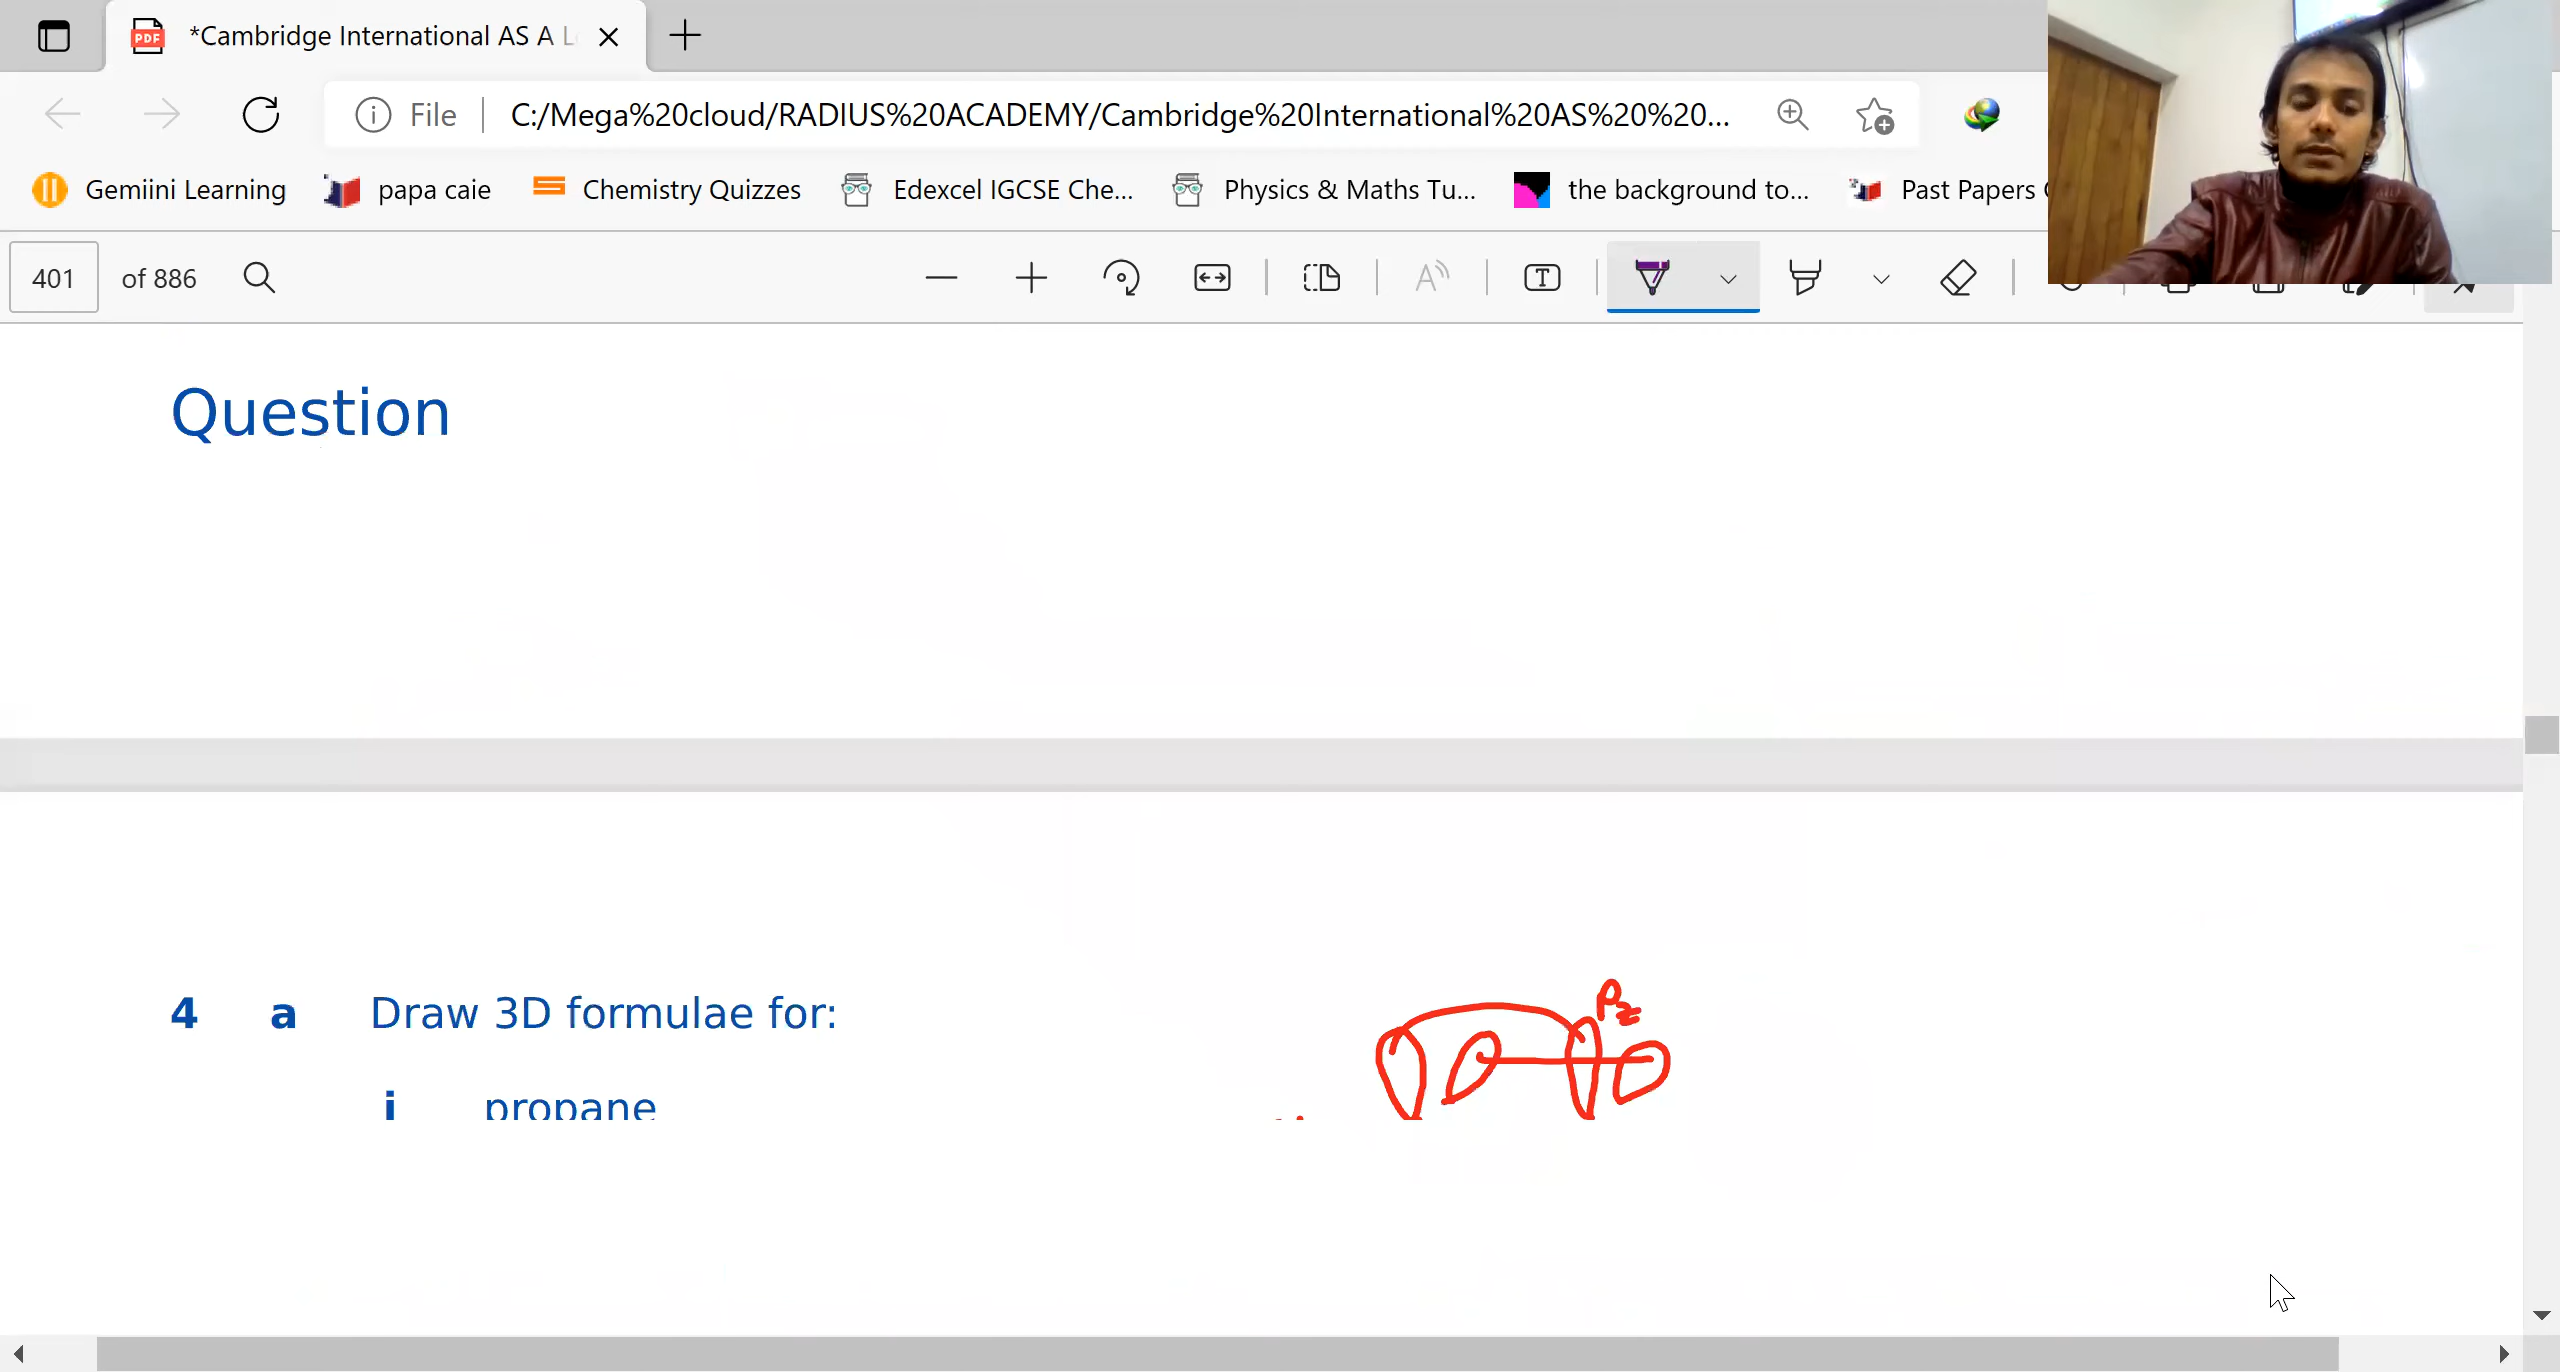 *Cambridge International AS A L
File
C:/Mega%20cloud/RADIUS%20ACADEMY/Cambridge%20International%20AS%20%20...
Gemiini Learning
papa caie
Chemistry Quizzes
Edexcel IGCSE Che...
Physics & Maths Tu...
the background to...
Past Papers
401 of 886
Question
4 a Draw 3D formulae for:
Pz
i propane